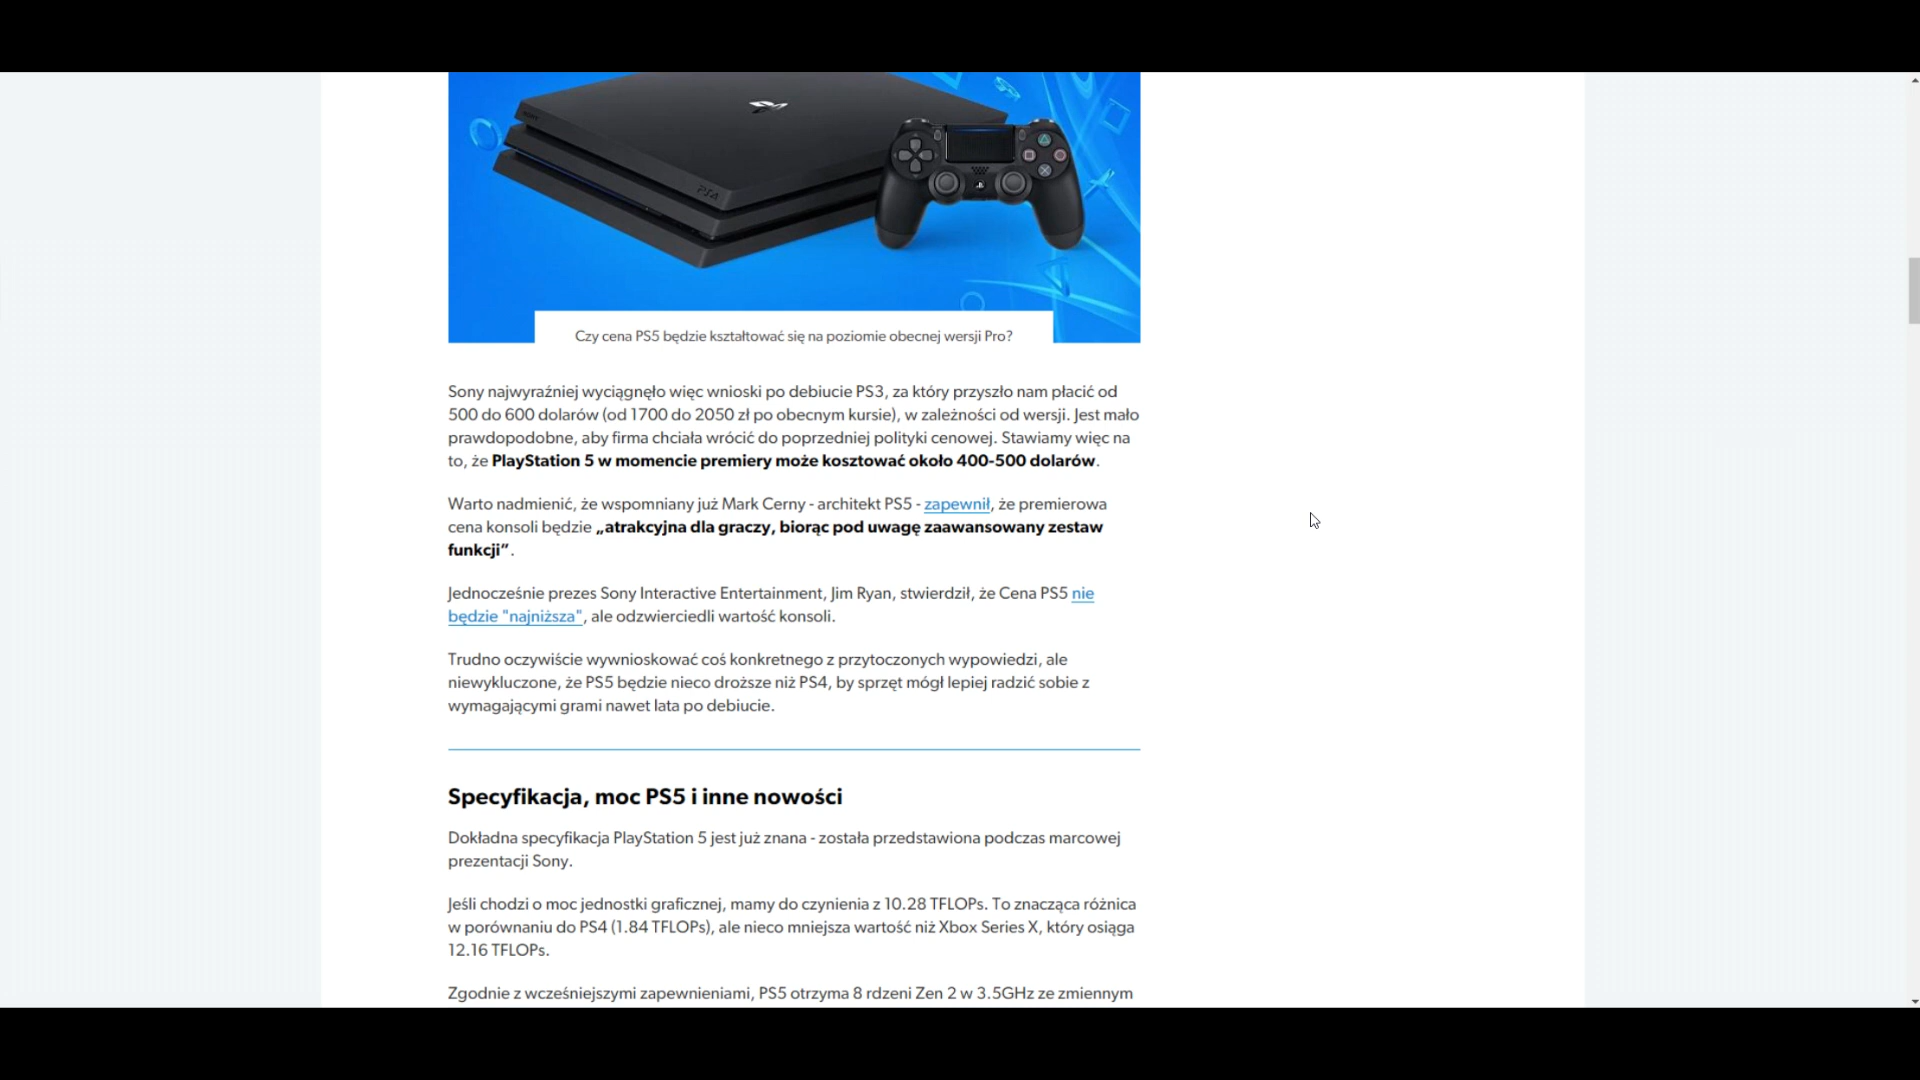 SONY
PS4
Czy cena PS5 będzie kształtować się na poziomie obecnej wersji Pro?
Sony najwyraźniej wyciągnęło więc wnioski po debiucie PS3, za który przyszło nam płacić od
500 do 600 dolarów (od 1700 do 2050 zł po obecnym kursie), w zależności od wersji. Jest mało
prawdopodobne, aby firma chciała wrócić do poprzedniej polityki cenowej. Stawiamy więc na
to, że PlayStation 5 w momencie premiery może kosztować około 400-500 dolarów.
Warto nadmienić, że wspomniany już Mark Cerny - architekt PS5 - zapewnił, że premierowa
cena konsoli będzie „atrakcyjna dla graczy, biorąc pod uwagę zaawansowany zestaw
funkcji”.
Jednocześnie prezes Sony Interactive Entertainment, Jim Ryan, stwierdził, że Cena PS5 nie
będzie "najniższa", ale odzwierciedli wartość konsoli.
Trudno oczywiście wywnioskować coś konkretnego z przytoczonych wypowiedzi, ale
niewykluczone, że PS5 będzie nieco droższe niż PS4, by sprzęt mógł lepiej radzić sobie z
wymagającymi grami nawet lata po debiucie.
Specyfikacja, moc PS5 i inne nowości
Dokładna specyfikacja PlayStation 5 jest już znana - została przedstawiona podczas marcowej
prezentacji Sony.
Jeśli chodzi o moc jednostki graficznej, mamy do czynienia z 10.28 TFLOPs. To znacząca różnica
w porównaniu do PS4 (1.84 TFLOPs), ale nieco mniejsza wartość niż Xbox Series X, który osiąga
12.16 TFLOPs.
Zgodnie z wcześniejszymi zapewnieniami, PS5 otrzyma 8 rdzeni Zen 2 w 3.5GHz ze zmiennym